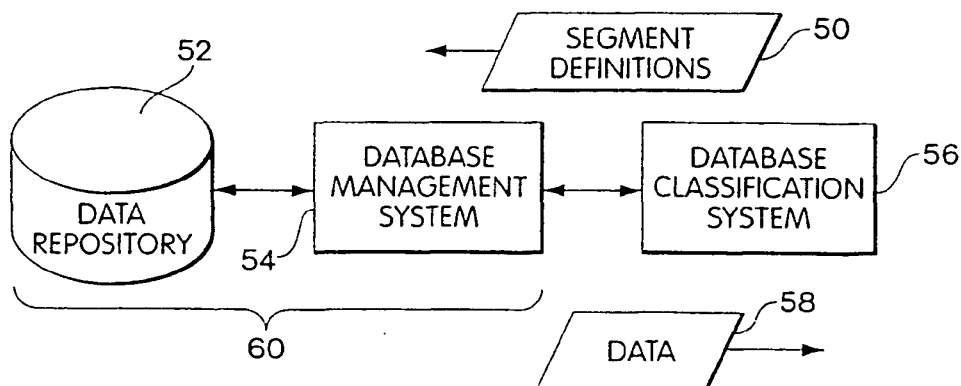 SEGMENT
DEFINITIONS
50
52
DATA
REPOSITORY
DATABASE
MANAGEMENT
SYSTEM
54
DATABASE
CLASSIFICATION
SYSTEM
56
60
DATA
58